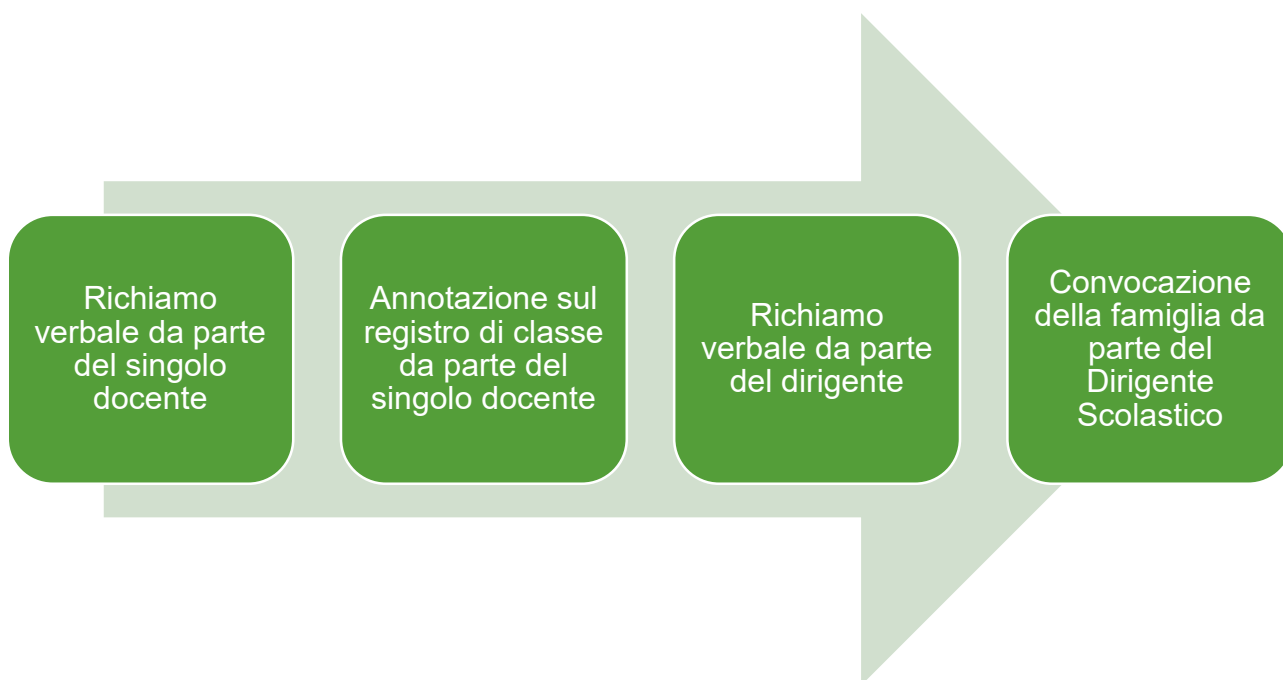 Richiamo
verbale da parte
del singolo
docente
Annotazione sul
registro di classe
da parte del
singolo docente
Richiamo
verbale da parte
del dirigente
Convocazione
della famiglia da
parte del
Dirigente
Scolastico